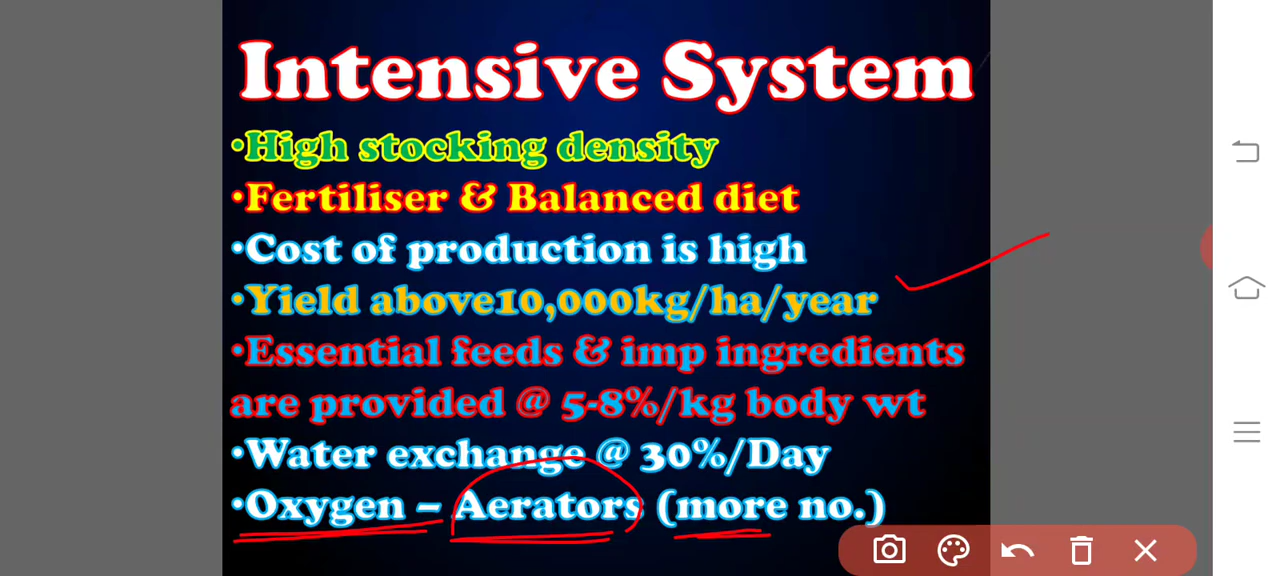 Intensive System
•High stocking density
•Fertiliser & Balanced diet
•Cost of production is high
•Yield above10,000kg/ha/year
•Essential feeds & imp ingredients
are provided @ 5-8%/kg body wt
•Water exchange @ 30%/Day
•Oxygen – Aerators (more no.)